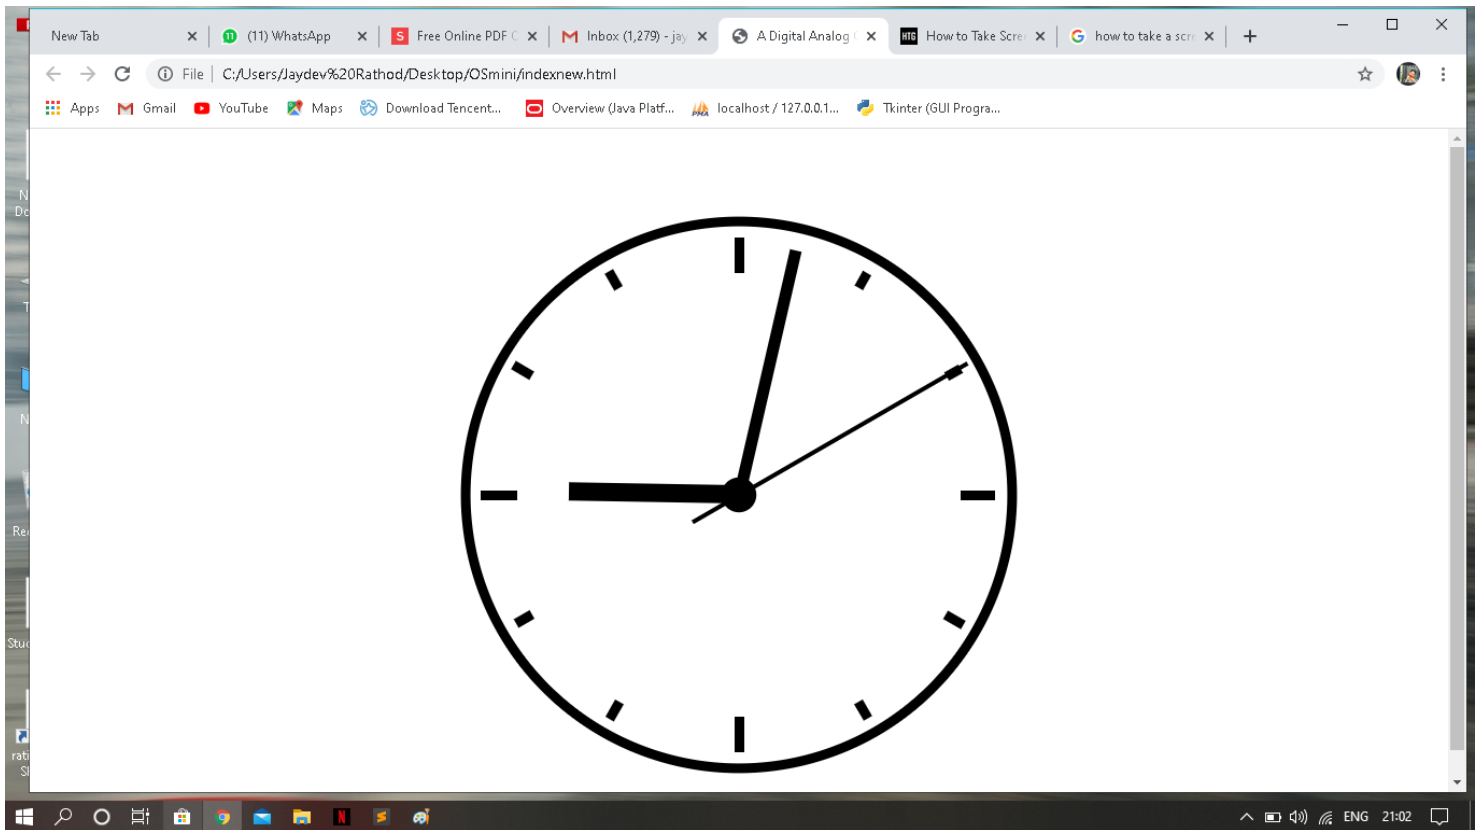 New Tab
(11) WhatsApp
Free Online PDF C
Inbox (1,279) - jay
A Digital Analog
How to Take Scre
how to take a scre
File
C:/Users/Jaydev%20Rathod/Desktop/OSmini/indexnew.html
Apps
Gmail
YouTube
Maps
Download Tencent...
Overview (Java Platf...
localhost / 127.0.0.1...
Tkinter (GUI Progra...
ENG
21:02